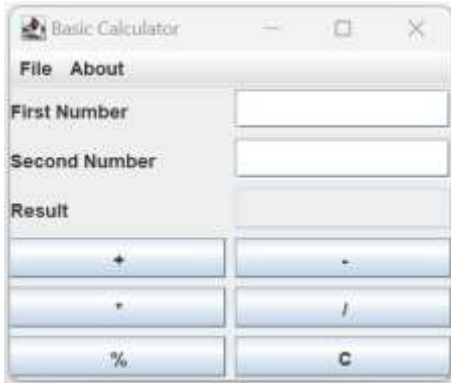 Basic Calculator
File About
First Number
Second Number
Result
+ -
* /
% C